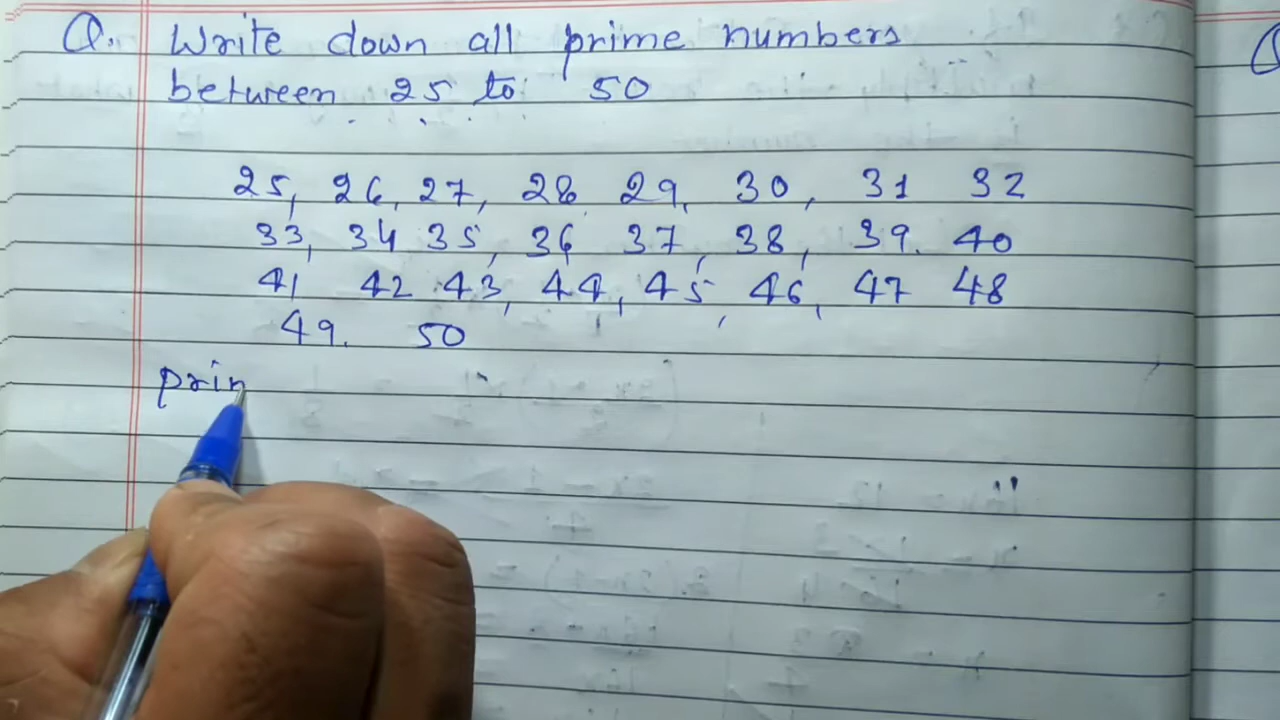 Q. Write down all prime numbers
between 25 to 50
25, 26, 27, 28 29, 30, 31 32
33, 34 35, 36 37, 38, 39. 40
41 42 43, 44, 45 46, 47 48
49. 50
prin